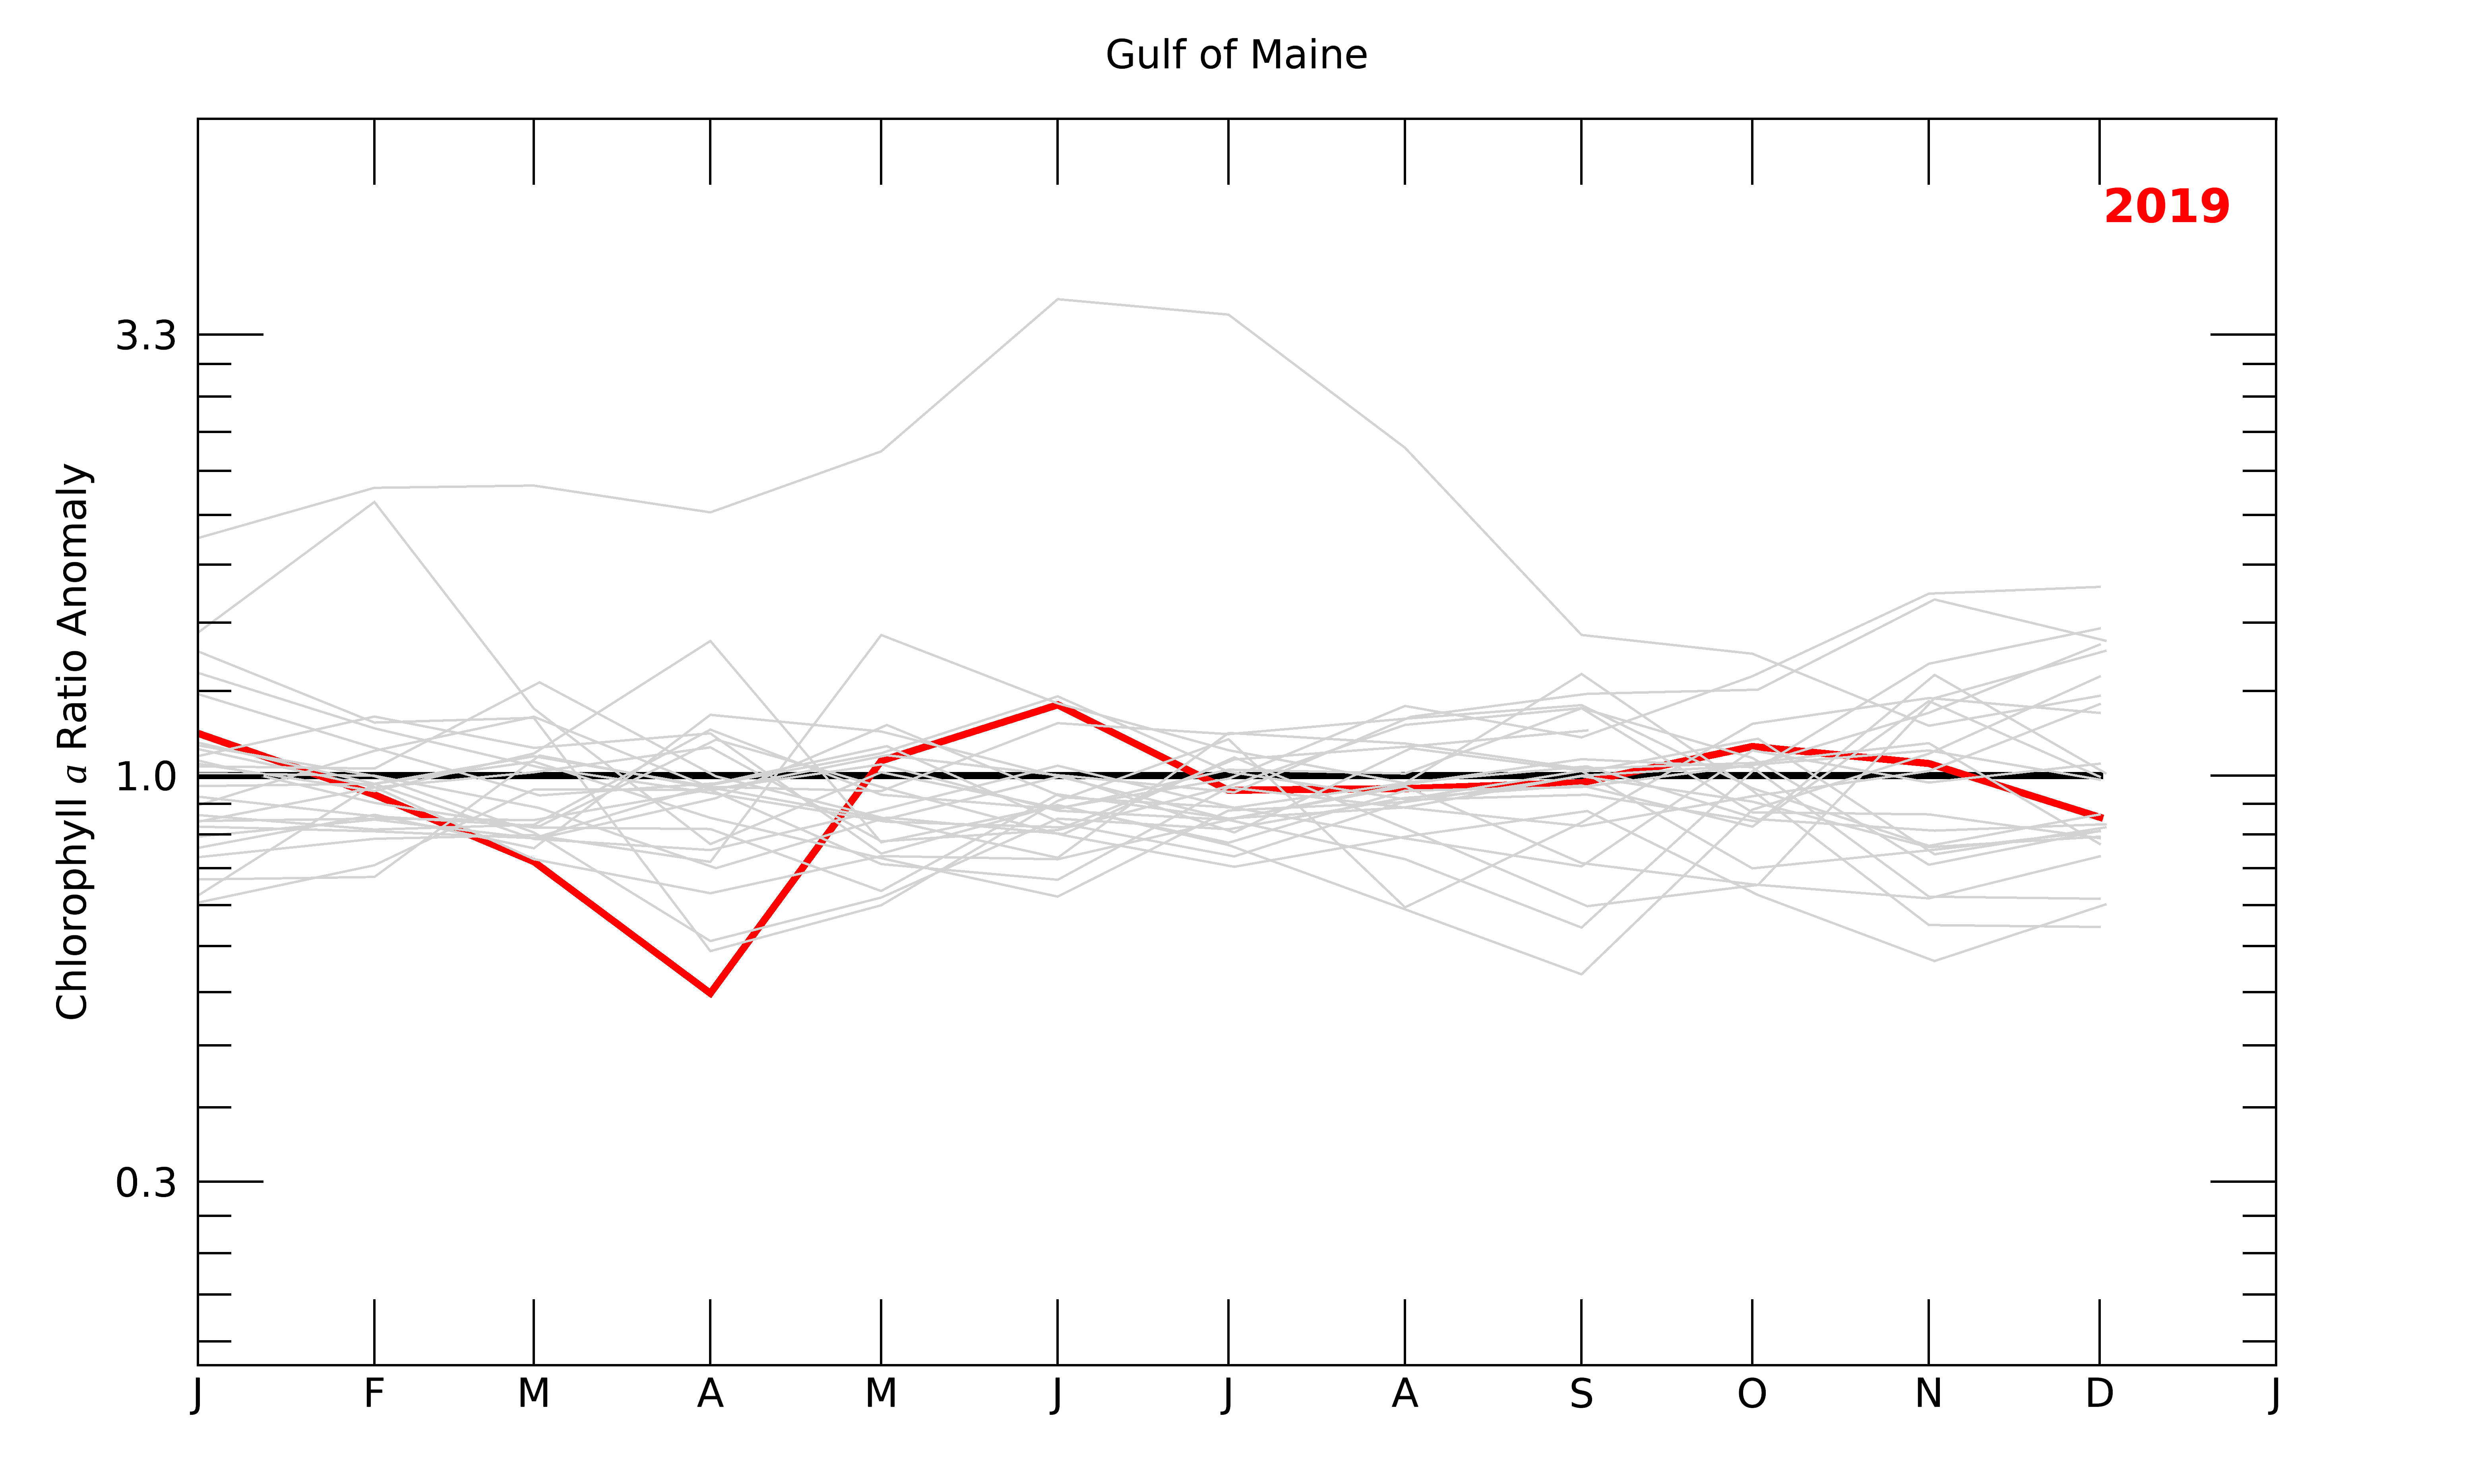 Gulf of Maine
2019
Chlorophyll a Ratio Anomaly
3.3
1.0
0.3
J F M A M J J A S O N D J